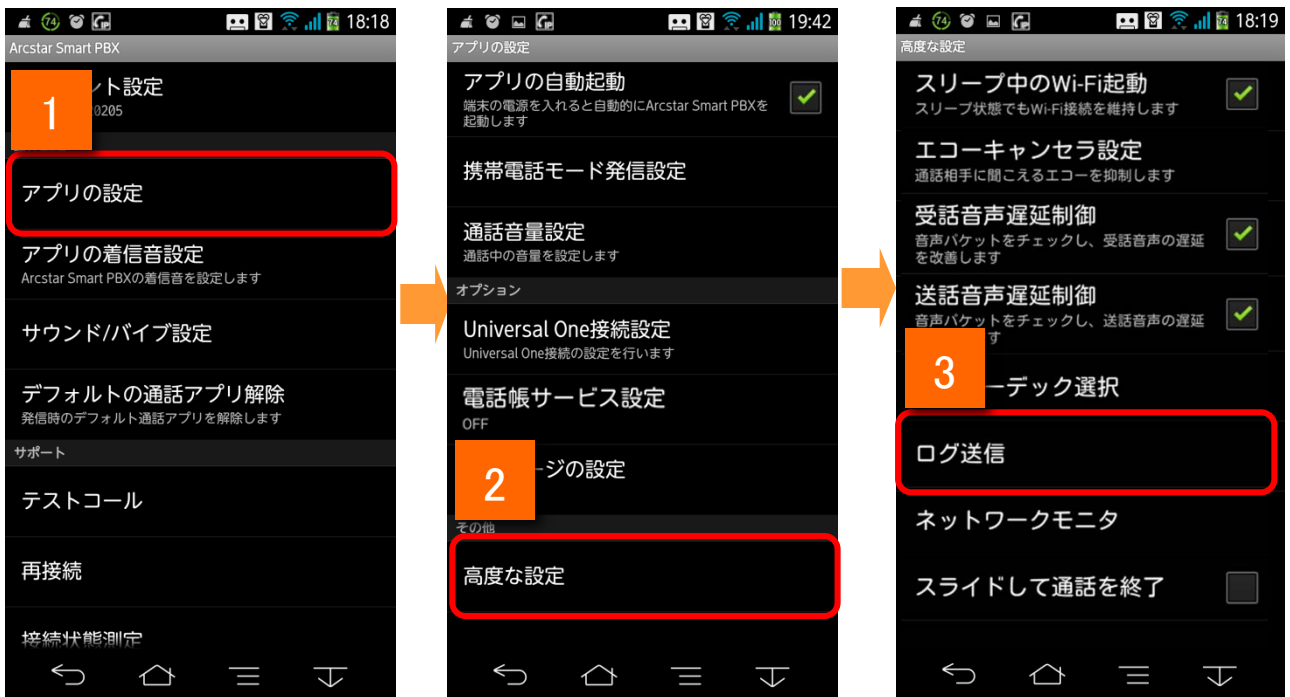 74
18:18
Arcstar Smart PBX
ント設定
0205
1
アプリの設定
アプリの着信音設定
Arcstar Smart PBXの着信音を設定します
サウンド/バイブ設定
デフォルトの通話アプリ解除
発信時のデフォルト通話アプリを解除します
サポート
テストコール
再接続
接続状態測定
100
19:42
アプリの設定
アプリの自動起動
端末の電源を入れると自動的にArcstar Smart PBXを
起動します
携帯電話モード発信設定
通話音量設定
通話中の音量を設定します
オプション
Universal One接続設定
Universal One接続の設定を行います
電話帳サービス設定
OFF
2
ージの設定
その他
高度な設定
74
18:19
高度な設定
スリープ中のWi-Fi起動
スリープ状態でもWi-Fi接続を維持します
エコーキャンセラ設定
通話相手に聞こえるエコーを抑制します
受話音声遅延制御
音声パケットをチェックし、受話音声の遅延
を改善します
送話音声遅延制御
音声パケットをチェックし、送話音声の遅延
す
3
ーデック選択
ログ送信
ネットワークモニタ
スライドして通話を終了